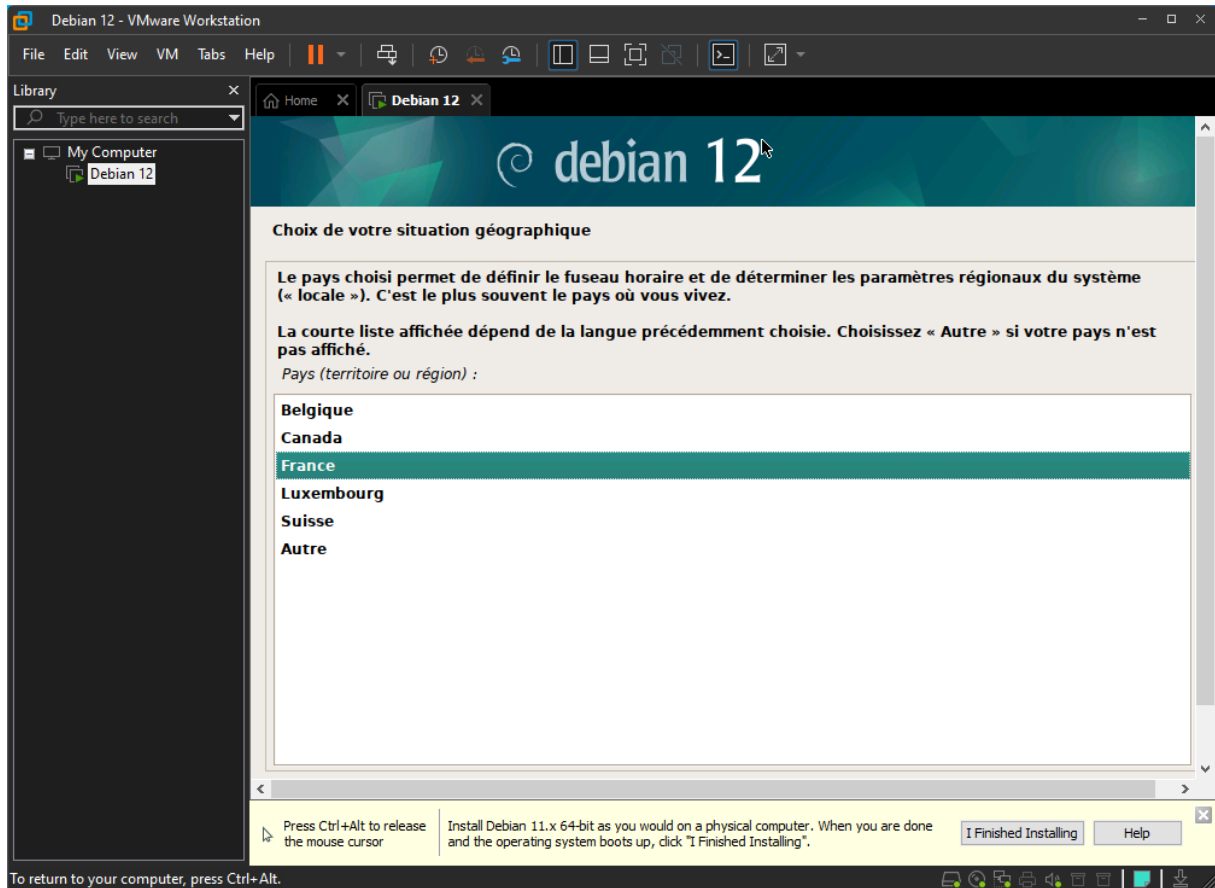 Debian 12 - VMware Workstation
File Edit View VM Tabs Help
Library
Type here to search
My Computer
Debian 12
Home
Debian 12
debian 12
Choix de votre situation géographique
Le pays choisi permet de définir le fuseau horaire et de déterminer les paramètres régionaux du système
(« locale »). C'est le plus souvent le pays où vous vivez.
La courte liste affichée dépend de la langue précédemment choisie. Choisissez « Autre » si votre pays n'est
pas affiché.
Pays (territoire ou région) :
Belgique
Canada
France
Luxembourg
Suisse
Autre
Press Ctrl+Alt to release
the mouse cursor
Install Debian 11.x 64-bit as you would on a physical computer. When you are done
and the operating system boots up, click "I Finished Installing".
I Finished Installing
Help
To return to your computer, press Ctrl+Alt.